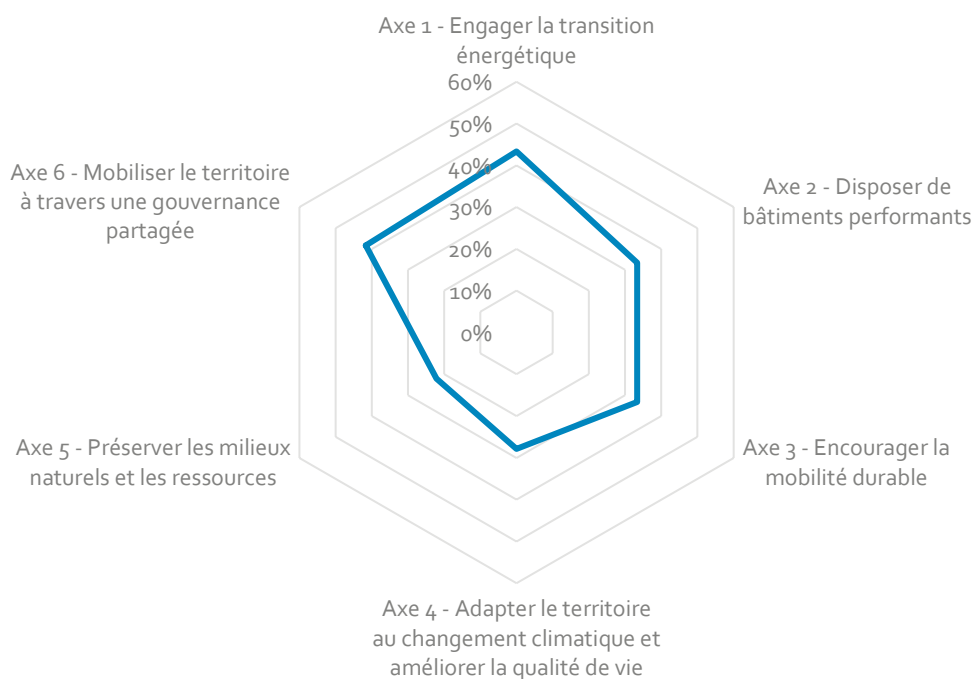 Axe 1 - Engager la transition
énergétique
60%
50%
40%
30%
20%
10%
0%
Axe 2 - Disposer de
bâtiments performants
Axe 3 - Encourager la
mobilité durable
Axe 4 - Adapter le territoire
au changement climatique et
améliorer la qualité de vie
Axe 5 - Préserver les milieux
naturels et les ressources
Axe 6 - Mobiliser le territoire
à travers une gouvernance
partagée